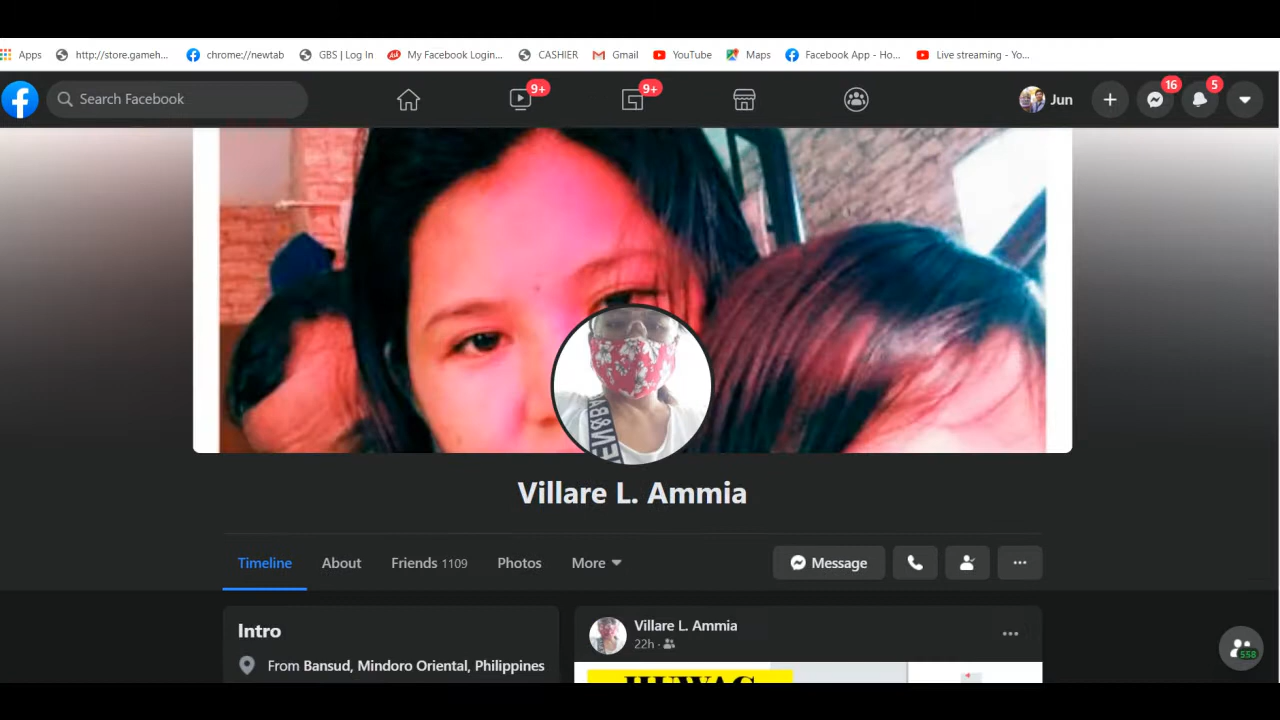 Apps http://store.gameh... chrome://newtab GBS | Log In My Facebook Login... CASHIER Gmail YouTube Maps Facebook App - Ho... Live streaming - Yo...
Search Facebook 9+ 9+ Jun 16 5
Villare L. Ammia
Timeline About Friends 1109 Photos More Message
Intro
From Bansud, Mindoro Oriental, Philippines
Villare L. Ammia
22h
HUWAG
558